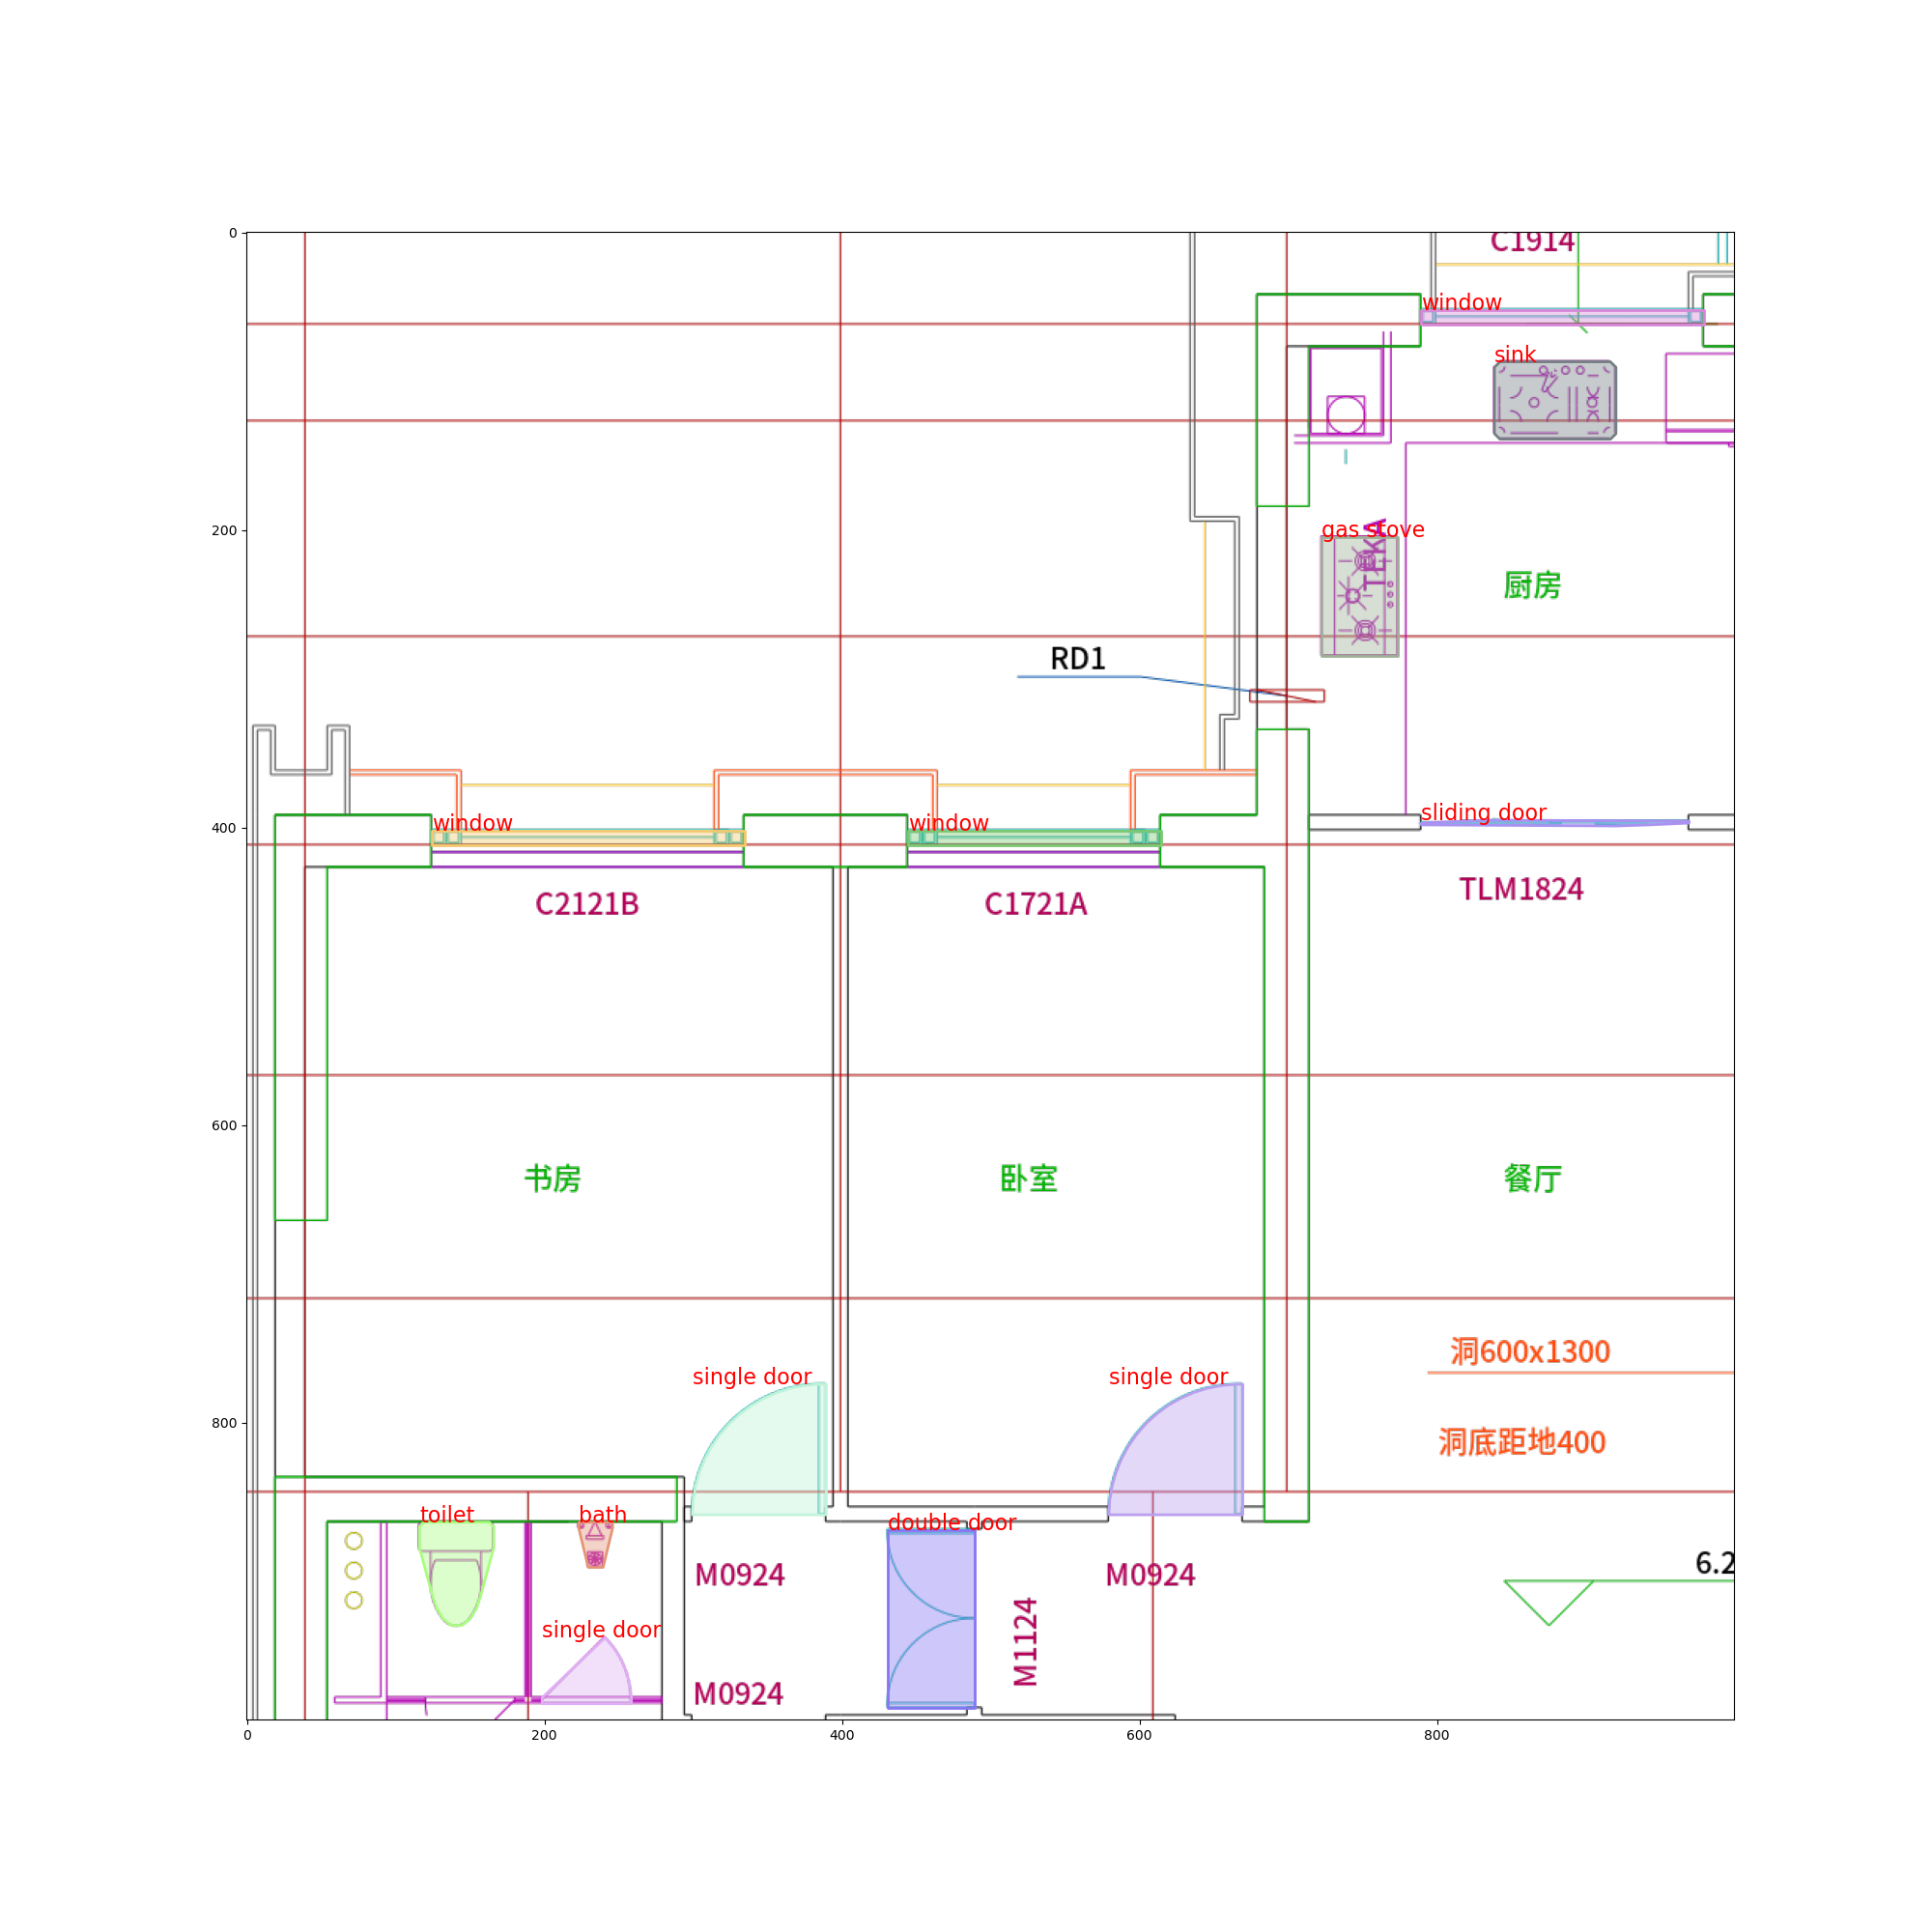 0
C1914
window
sink
200
gas stove
TEKA
厨房
RD1
400
window
window
sliding door
C2121B
C1721A
TLM1824
600
书房
卧室
餐厅
洞600x1300
single door
single door
800
洞底距地400
toilet
bath
double door
M0924
M0924
6.2
M1124
single door
M0924
0
200
400
600
800